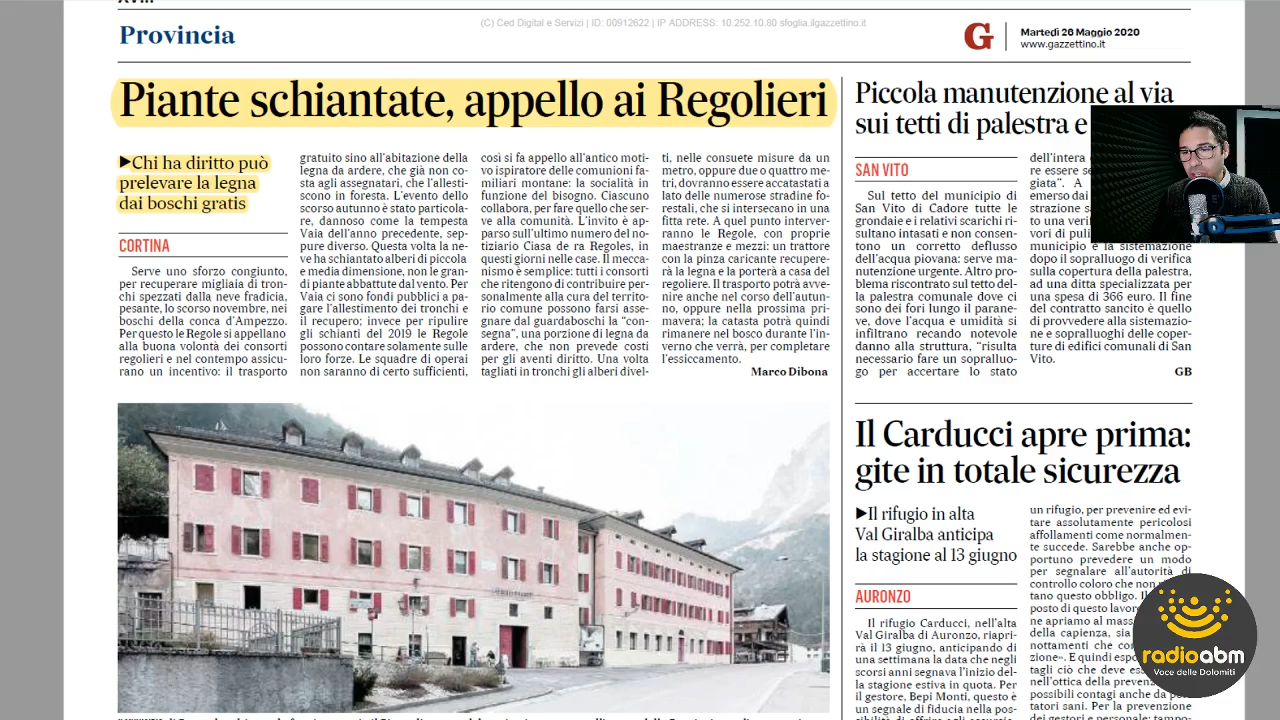 (C) Ced Digital e Servizi | ID: 00912622 | IP ADDRESS: 10.252.10.80 sfoglia.ilgazzettino.it
Provincia
G
Martedì 26 Maggio 2020
www.gazzettino.it
Piante schiantate, appello ai Regolieri
Chi ha diritto può
prelevare la legna
dai boschi gratis
CORTINA
Serve uno sforzo congiunto,
per recuperare migliaia di tron-
chi spezzati dalla neve fradicia,
pesante, lo scorso novembre, nei
boschi della conca d'Ampezzo.
Per questo le Regole si appellano
alla buona volontà dei consorti
regolieri e nel contempo assicu-
rano un incentivo: il trasporto
gratuito sino all'abitazione della
legna da ardere, che già non co-
sta agli assegnatari, che l'allesti-
scono in foresta. L'evento dello
scorso autunno è stato particola-
re, dannoso come la tempesta
Vaia dell'anno precedente, sep-
pure diverso. Questa volta la ne-
ve ha schiantato alberi di piccola
e media dimensione, non le gran-
di piante abbattute dal vento. Per
Vaia ci sono fondi pubblici a pa-
gare l'allestimento dei tronchi e
il recupero; invece per ripulire
gli schianti del 2019 le Regole
possono contare solamente sulle
loro forze. Le squadre di operai
non saranno di certo sufficienti,
così si fa appello all'antico moti-
vo ispiratore delle comunioni fa-
miliari montane: la socialità in
funzione del bisogno. Ciascuno
collabora, per fare quello che ser-
ve alla comunità. L'invito è ap-
parso sull'ultimo numero del no-
tiziario Ciasa de ra Regoles, in
questi giorni nelle case. Il mecca-
nismo è semplice: tutti i consorti
che ritengono di contribuire per-
sonalmente alla cura del territo-
rio comune possono farsi asse-
gnare dal guardaboschi la "con-
segna", una porzione di legna da
ardere, che non prevede costi
per gli aventi diritto. Una volta
tagliati in tronchi gli alberi divel-
ti, nelle consuete misure da un
metro, oppure due o quattro me-
tri, dovranno essere accatastati a
lato delle numerose stradine fo-
restali, che si intersecano in una
fitta rete. A quel punto interver-
ranno le Regole, con proprie
maestranze e mezzi: un trattore
con la pinza caricante recupere-
rà la legna e la porterà a casa del
regoliere. Il trasporto potrà avve-
nire anche nel corso dell'autun-
no, oppure nella prossima pri-
mavera; la catasta potrà quindi
rimanere nel bosco durante l'in-
verno che verrà, per completare
l'essiccamento.
Marco Dibona
Piccola manutenzione al via
sui tetti di palestra e
SAN VITO
Sul tetto del municipio di
San Vito di Cadore tutte le
grondaie e i relativi scarichi ri-
sultano intasati e non consen-
tono un corretto deflusso
dell'acqua piovana: serve ma-
nutenzione urgente. Altro pro-
blema riscontrato sul tetto del-
la palestra comunale dove ci
sono dei fori lungo il parane-
ve, dove l'acqua e umidità si
infiltrano recando notevole
danno alla struttura, "risulta
necessario fare un sopralluo-
go per accertare lo stato
dell'intera
re essere se
giata". A
emerso dai
strazione s
to una veri
vori di puli
municipio e la sistemazione
dopo il sopralluogo di verifica
sulla copertura della palestra,
ad una ditta specializzata per
una spesa di 366 euro. Il fine
del contratto sancito è quello
di provvedere alla sistemazio-
ne e sopralluoghi delle coper-
ture di edifici comunali di San
Vito.
GB
Il Carducci apre prima:
gite in totale sicurezza
Il rifugio in alta
Val Giralba anticipa
la stagione al 13 giugno
AURONZO
Il rifugio Carducci, nell'alta
Val Giralba di Auronzo, riapri-
rà il 13 giugno, anticipando di
una settimana la data che negli
scorsi anni segnava l'inizio del-
la stagione estiva in quota. Per
il gestore, Bepi Monti, questo è
un segnale di fiducia nella pos-
un rifugio, per prevenire ed evi-
tare assolutamente pericolosi
affollamenti come normalmen-
te succede. Sarebbe anche op-
portuno prevedere un modo
per segnalare all'autorità di
controllo coloro che non
tano questo obbligo. Il
posto di questo lavor
ne apriamo al mass
della capienza, sia
nottamenti che co
zione». E quindi espo
tagli ciò che deve es
nell'ottica della preven
possibili contagi anche da p
tatori sani. Per la prevenzione
radioabm
Voce delle Dolomiti